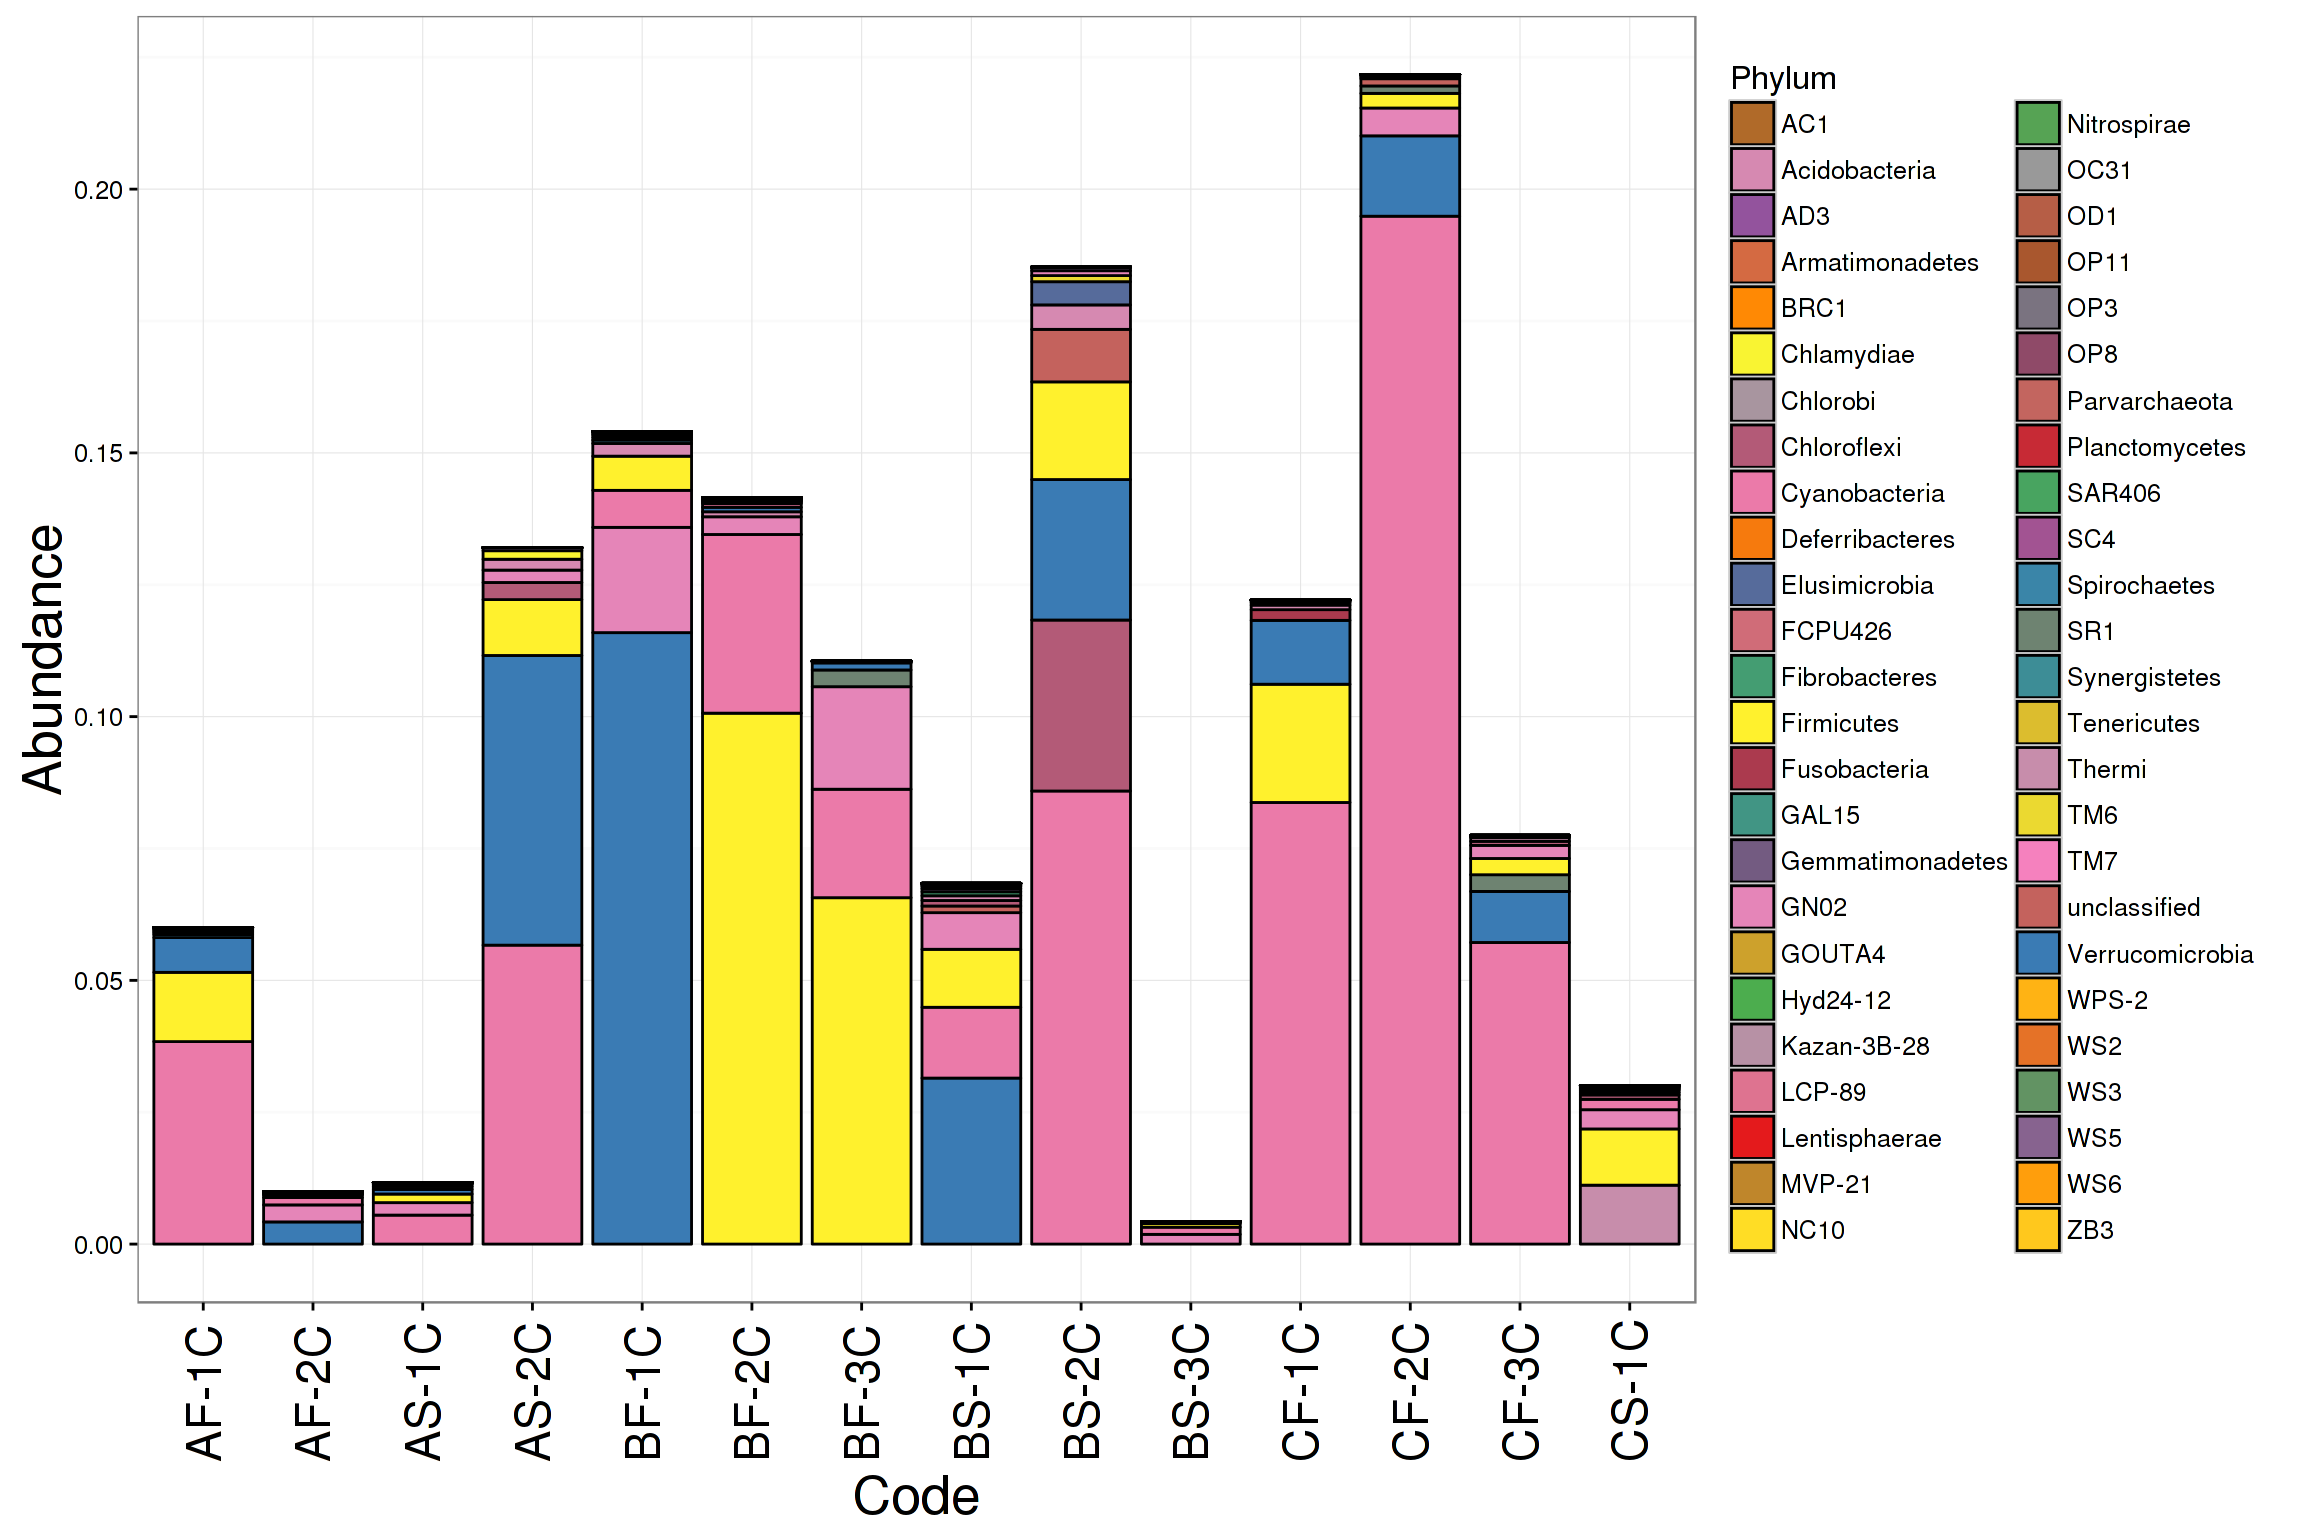 Phylum
AC1
Acidobacteria
AD3
Armatimonadetes
BRC1
Chlamydiae
Chlorobi
Chloroflexi
Cyanobacteria
Deferribacteres
Elusimicrobia
FCPU426
Fibrobacteres
Firmicutes
Fusobacteria
GAL15
Gemmatimonadetes
GN02
GOUTA4
Hyd24-12
Kazan-3B-28
LCP-89
Lentisphaerae
MVP-21
NC10
Nitrospirae
OC31
OD1
OP11
OP3
OP8
Parvarchaeota
Planctomycetes
SAR406
SC4
Spirochaetes
SR1
Synergistetes
Tenericutes
Thermi
TM6
TM7
unclassified
Verrucomicrobia
WPS-2
WS2
WS3
WS5
WS6
ZB3
Abundance
0.20
0.15
0.10
0.05
0.00
AF-1C
AF-2C
AS-1C
AS-2C
BF-1C
BF-2C
BF-3C
BS-1C
BS-2C
BS-3C
CF-1C
CF-2C
CF-3C
CS-1C
Code